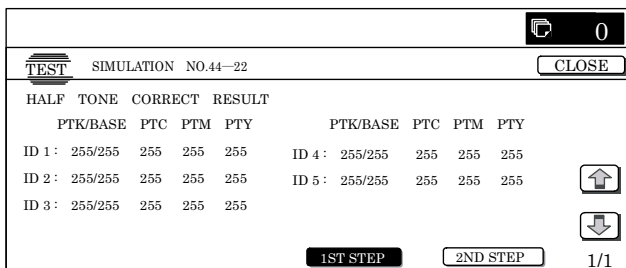 0
TEST SIMULATION NO.44—22 CLOSE
HALF TONE CORRECT RESULT
PTK/BASE PTC PTM PTY PTK/BASE PTC PTM PTY
ID 1 : 255/255 255 255 255 ID 4 : 255/255 255 255 255
ID 2 : 255/255 255 255 255 ID 5 : 255/255 255 255 255
ID 3 : 255/255 255 255 255
1ST STEP 2ND STEP 1/1